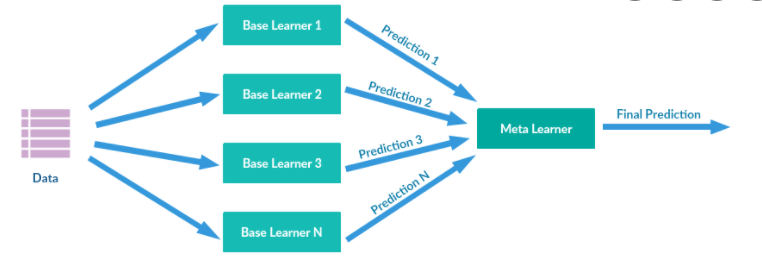 Base Learner 1
Prediction 1
Base Learner 2
Prediction 2
Final Prediction
Meta Learner
Prediction 3
Base Learner 3
Data
Prediction N
Base Learner N